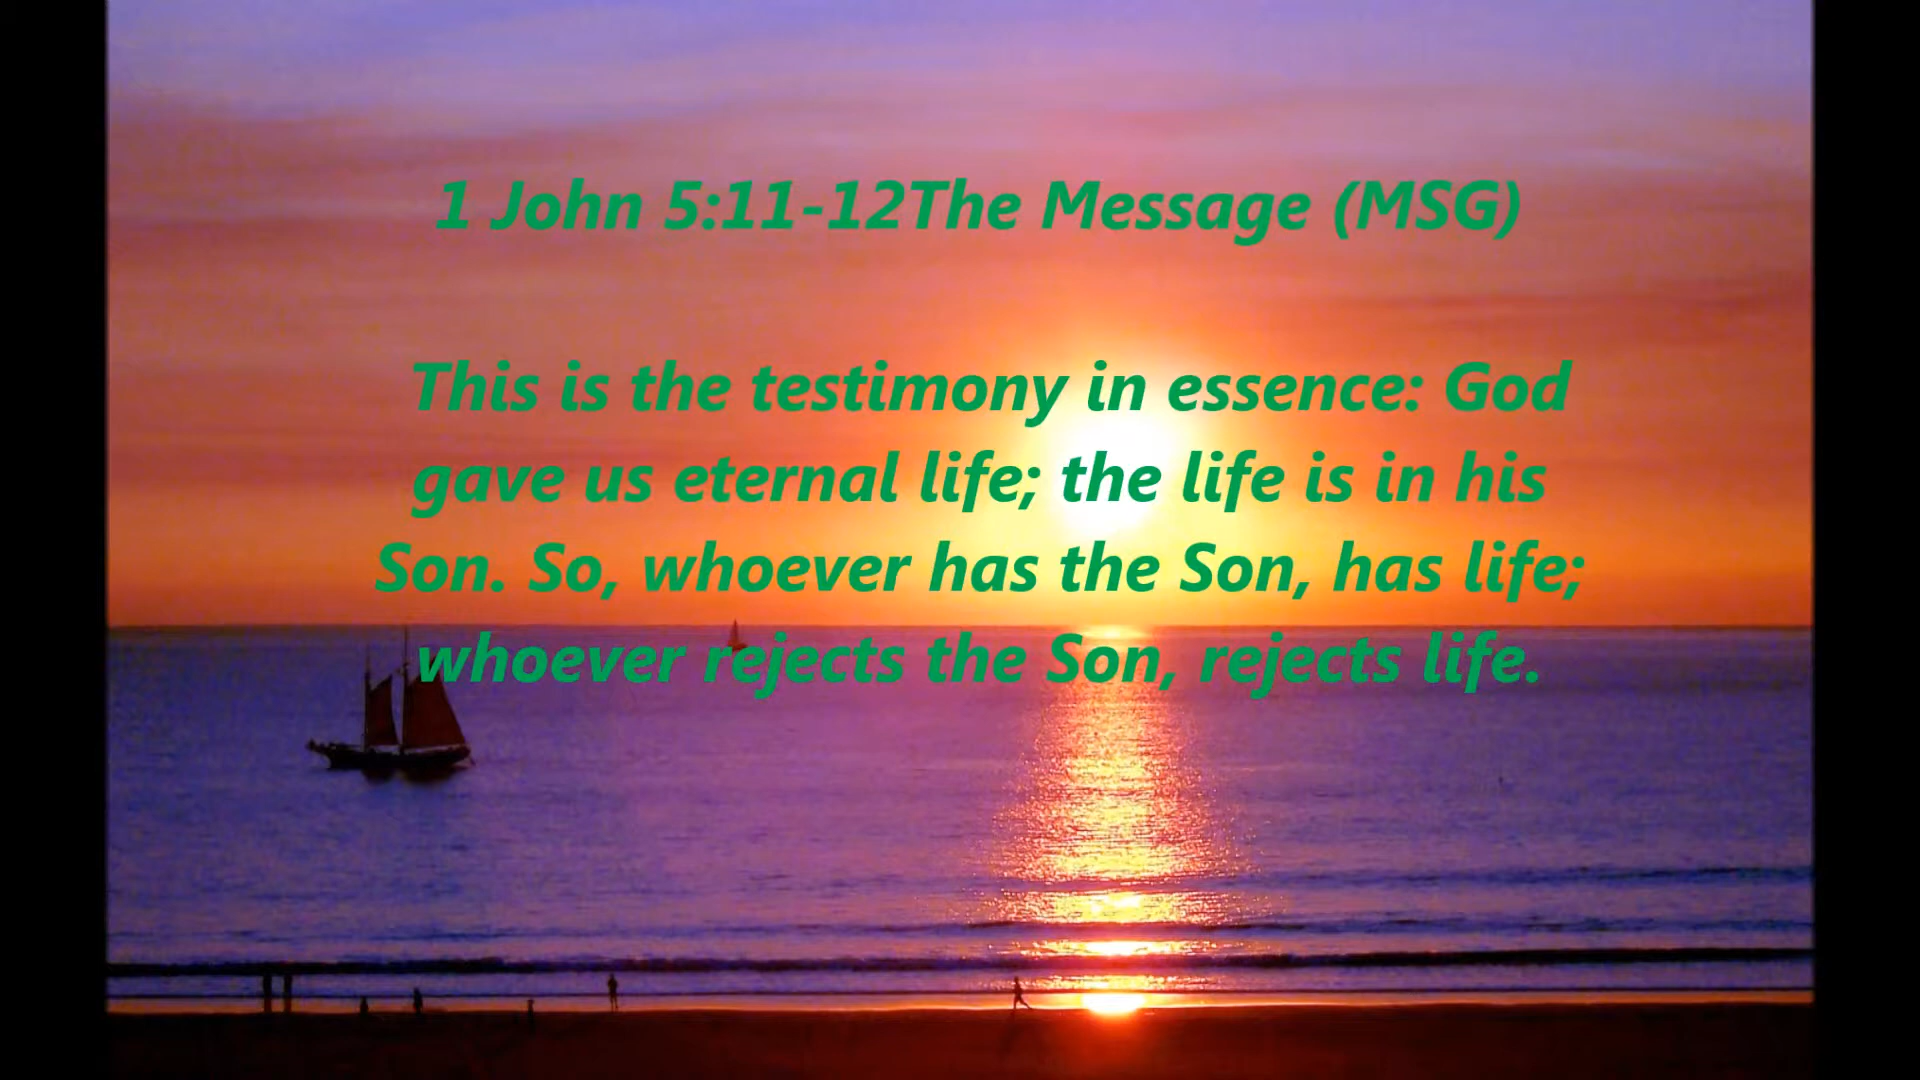 1 John 5:11-12The Message (MSG)
This is the testimony in essence: God
gave us eternal life; the life is in his
Son. So, whoever has the Son, has life;
whoever rejects the Son, rejects life.